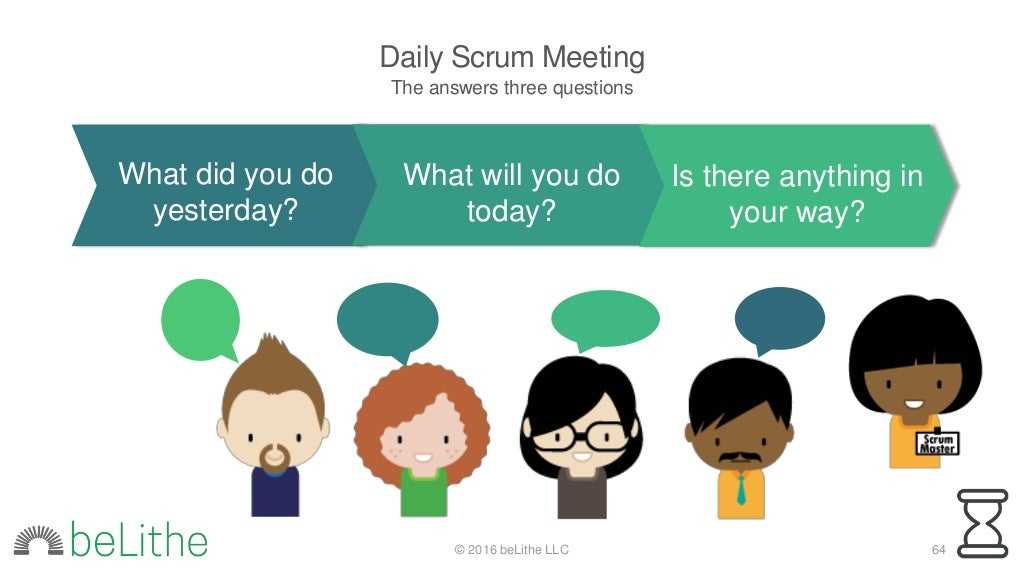 Daily Scrum Meeting
The answers three questions
What did you do
yesterday?
What will you do
today?
Is there anything in
your way?
Scrum
Master
beLithe
© 2016 beLithe LLC
64